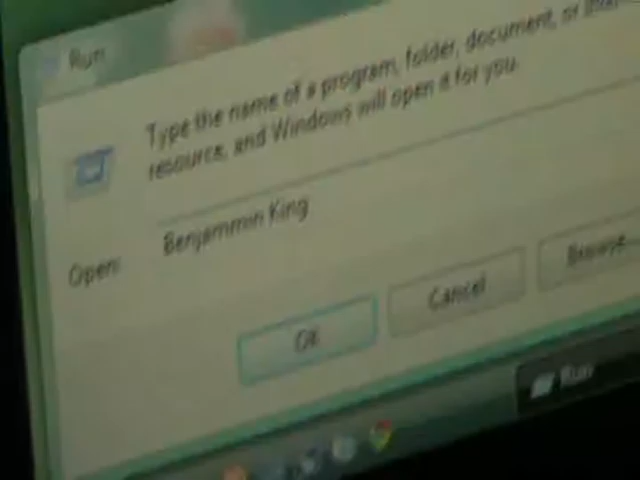 Run
Type the name of a program, folder, document, or
resource, and Windows will open it for you.
Open:
Benjammin King
OK
Cancel
Browse...
Run